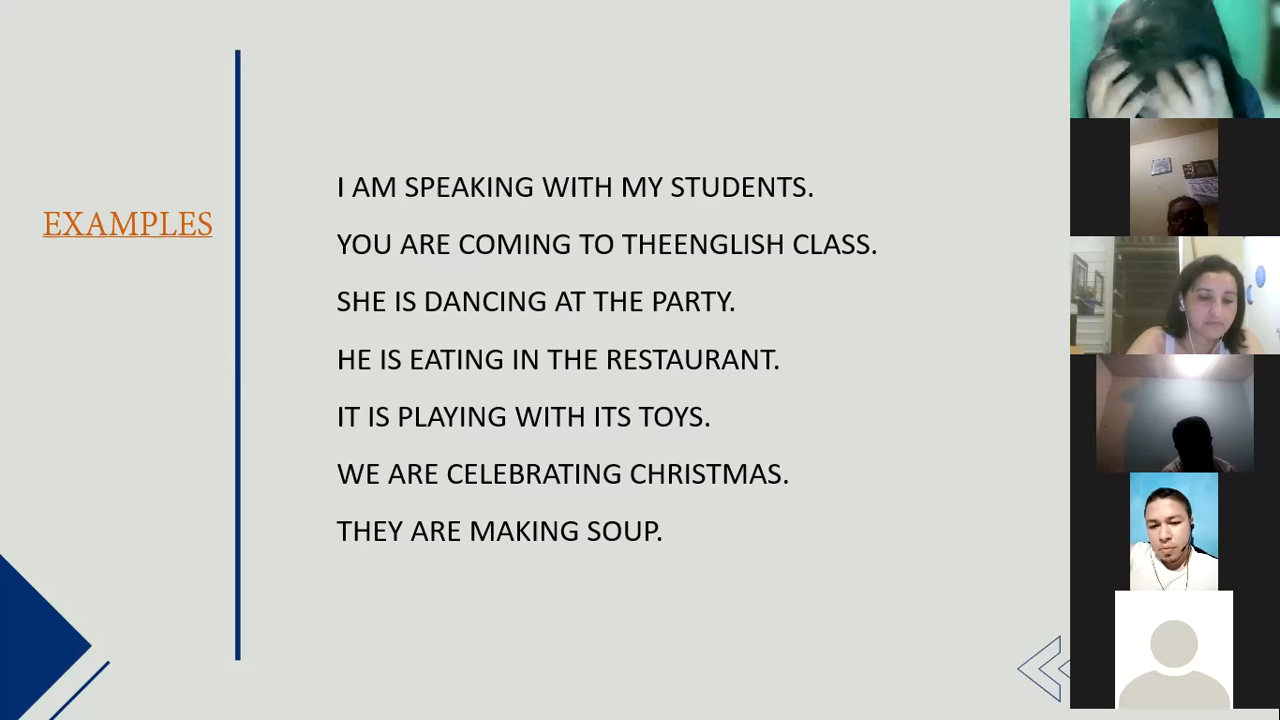 EXAMPLES
I AM SPEAKING WITH MY STUDENTS.
YOU ARE COMING TO THEENGLISH CLASS.
SHE IS DANCING AT THE PARTY.
HE IS EATING IN THE RESTAURANT.
IT IS PLAYING WITH ITS TOYS.
WE ARE CELEBRATING CHRISTMAS.
THEY ARE MAKING SOUP.